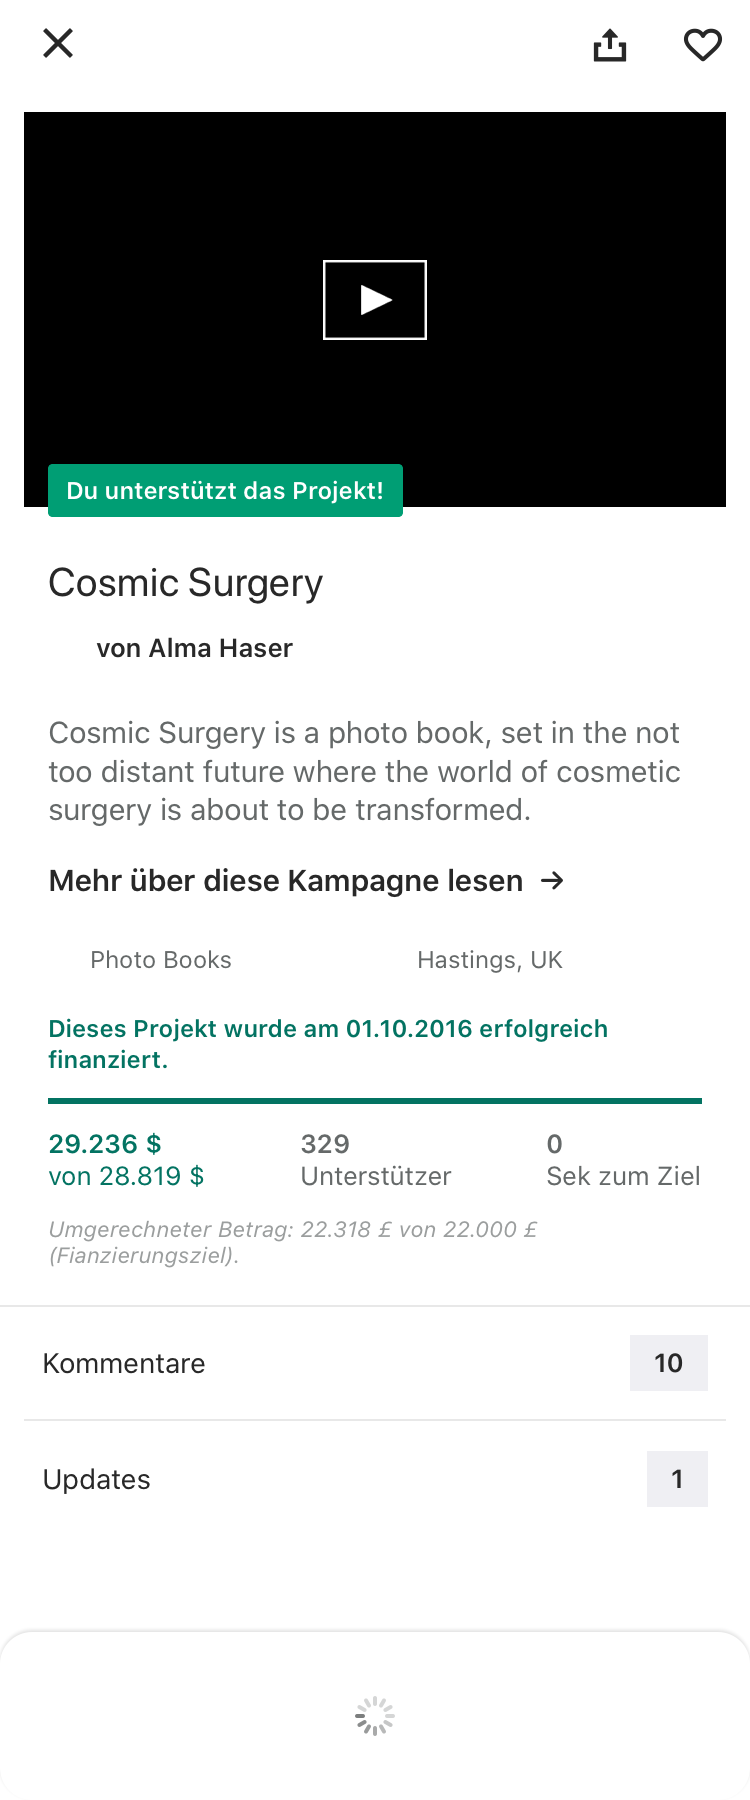 Du unterstützt das Projekt!
Cosmic Surgery
von Alma Haser
Cosmic Surgery is a photo book, set in the not
too distant future where the world of cosmetic
surgery is about to be transformed.
Mehr über diese Kampagne lesen →
Photo Books
Hastings, UK
Dieses Projekt wurde am 01.10.2016 erfolgreich
finanziert.
29.236 $
von 28.819 $
329
Unterstützer
0
Sek zum Ziel
Umgerechneter Betrag: 22.318 £ von 22.000 £
(Fianzierungsziel).
Kommentare
10
Updates
1